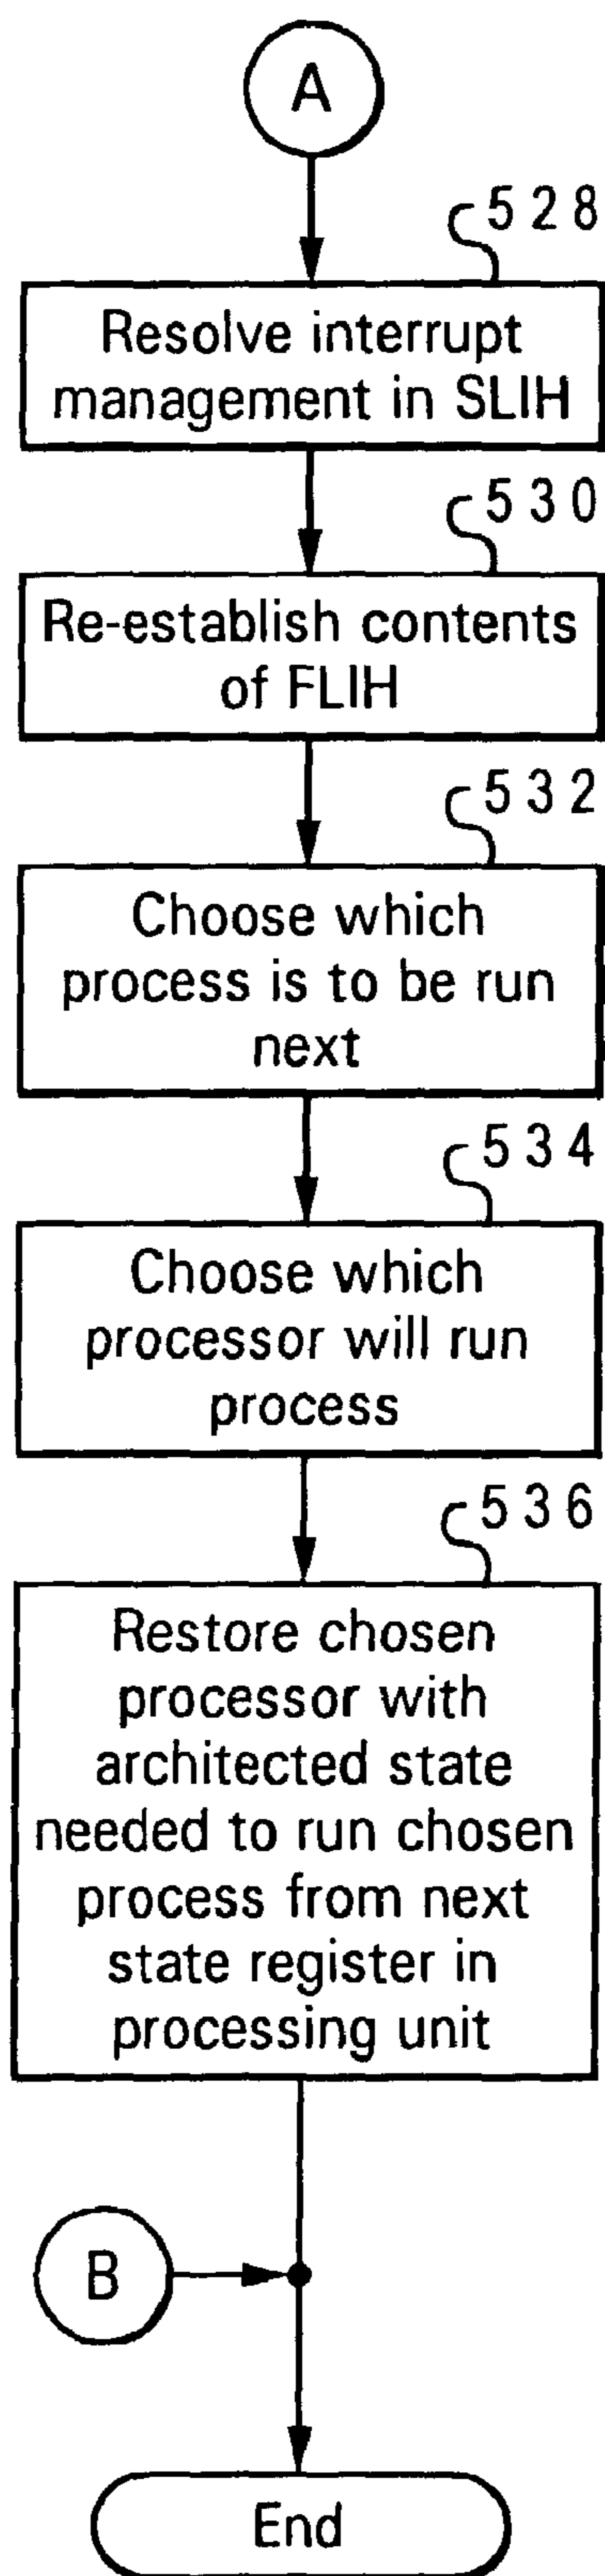 A
528
Resolve interrupt
management in SLIH
530
Re-establish contents
of FLIH
532
Choose which
process is to be run
next
534
Choose which
processor will run
process
536
Restore chosen
processor with
architected state
needed to run chosen
process from next
state register in
processing unit
B
End